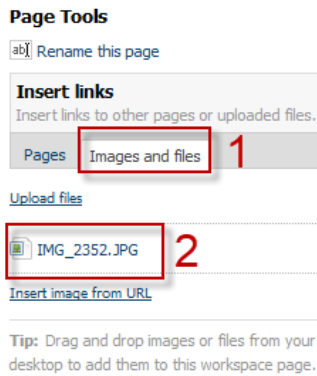 Page Tools
ab Rename this page
Insert links
Insert links to other pages or uploaded files.
Pages Images and files 1
Upload files
IMG_2352.JPG 2
Insert image from URL
Tip: Drag and drop images or files from your
desktop to add them to this workspace page.